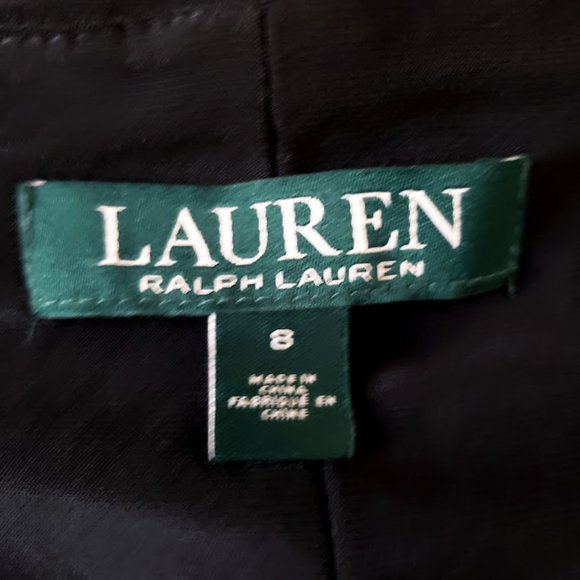 LAUREN
RALPH LAUREN
8
MADE IN
CHINA
FABRIQUÉ EN
CHINE